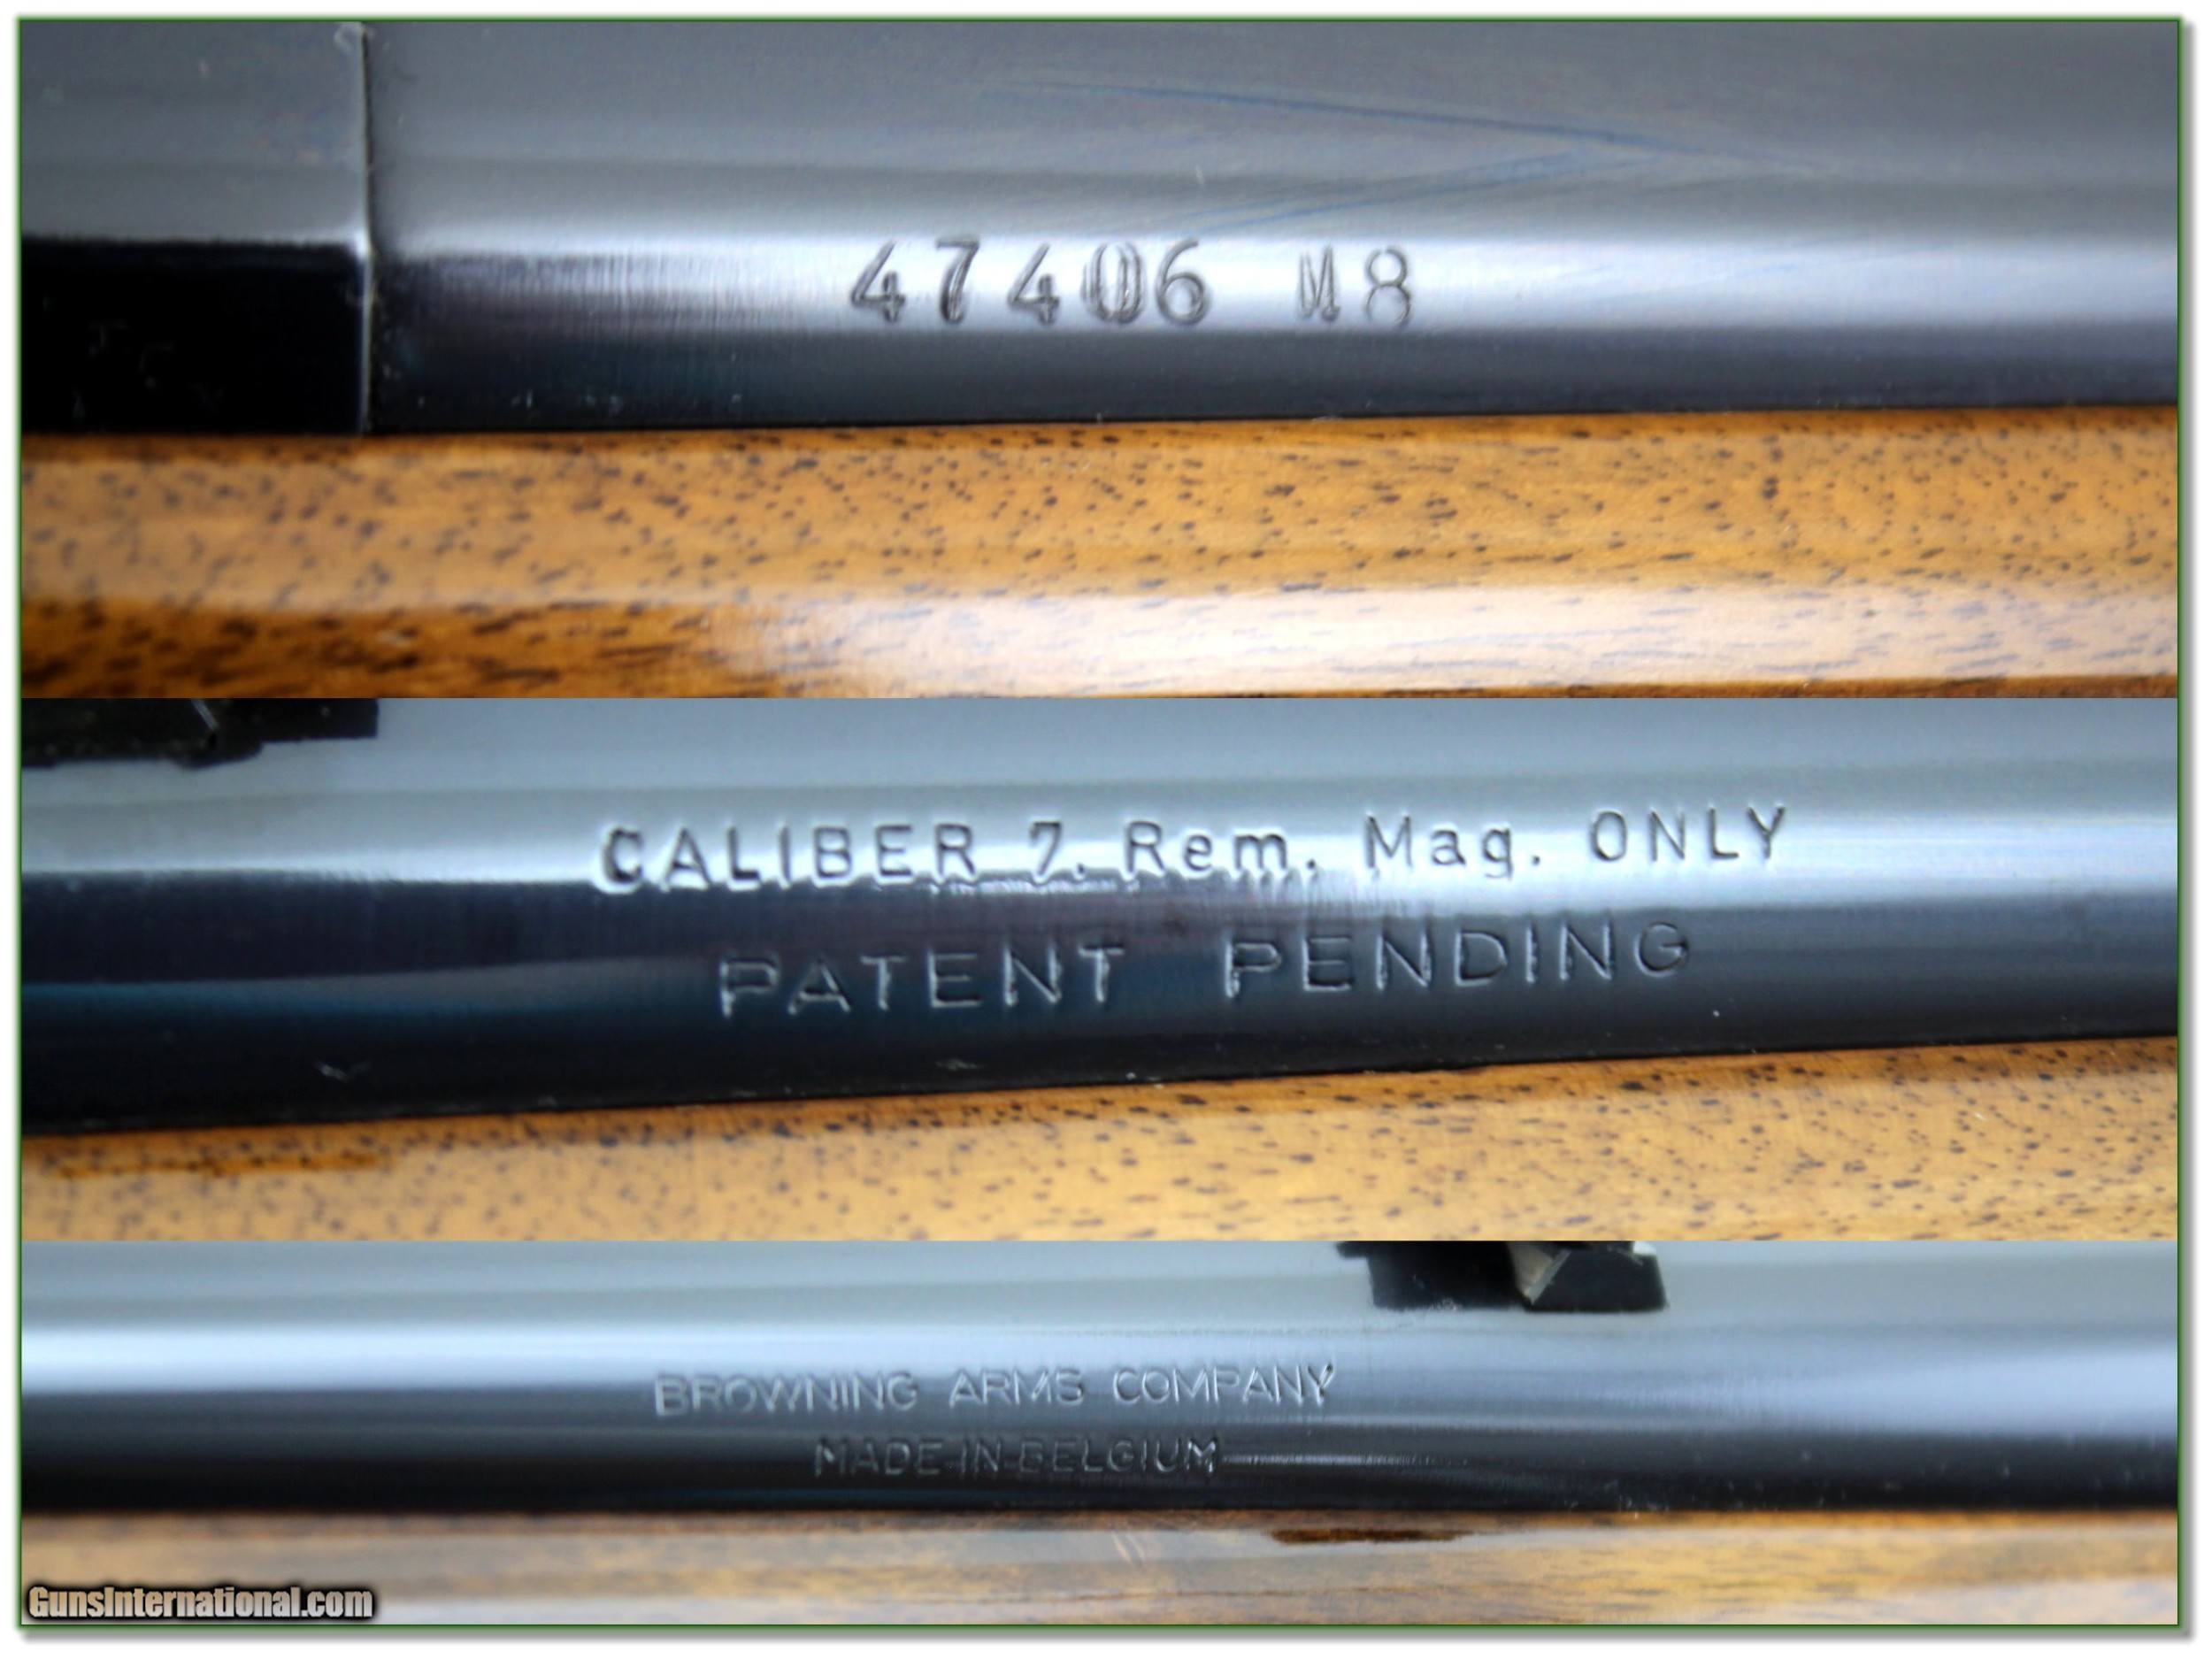 47406 M8
CALIBER 7. Rem. Mag. ONLY
PATENT PENDING
BROWNING ARMS COMPANY
MADE-IN-BELGIUM
GunsInternational.com